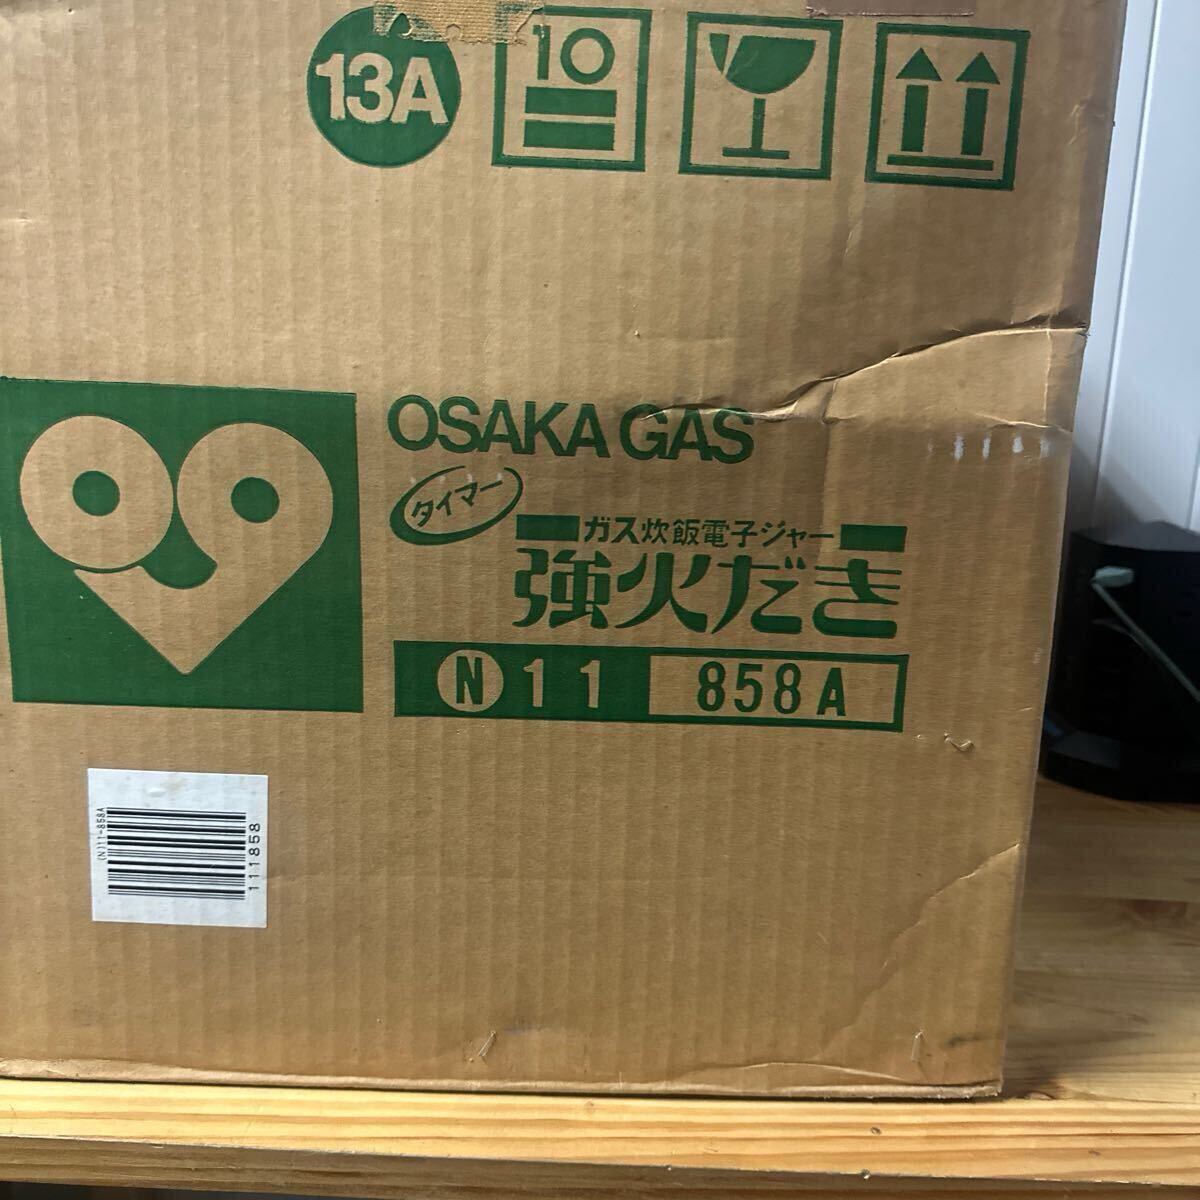 13A
10
OSAKA GAS
タイマー
ガス炊飯電子ジャー
強火だき
N 11 858A
(N)11-858A
111858